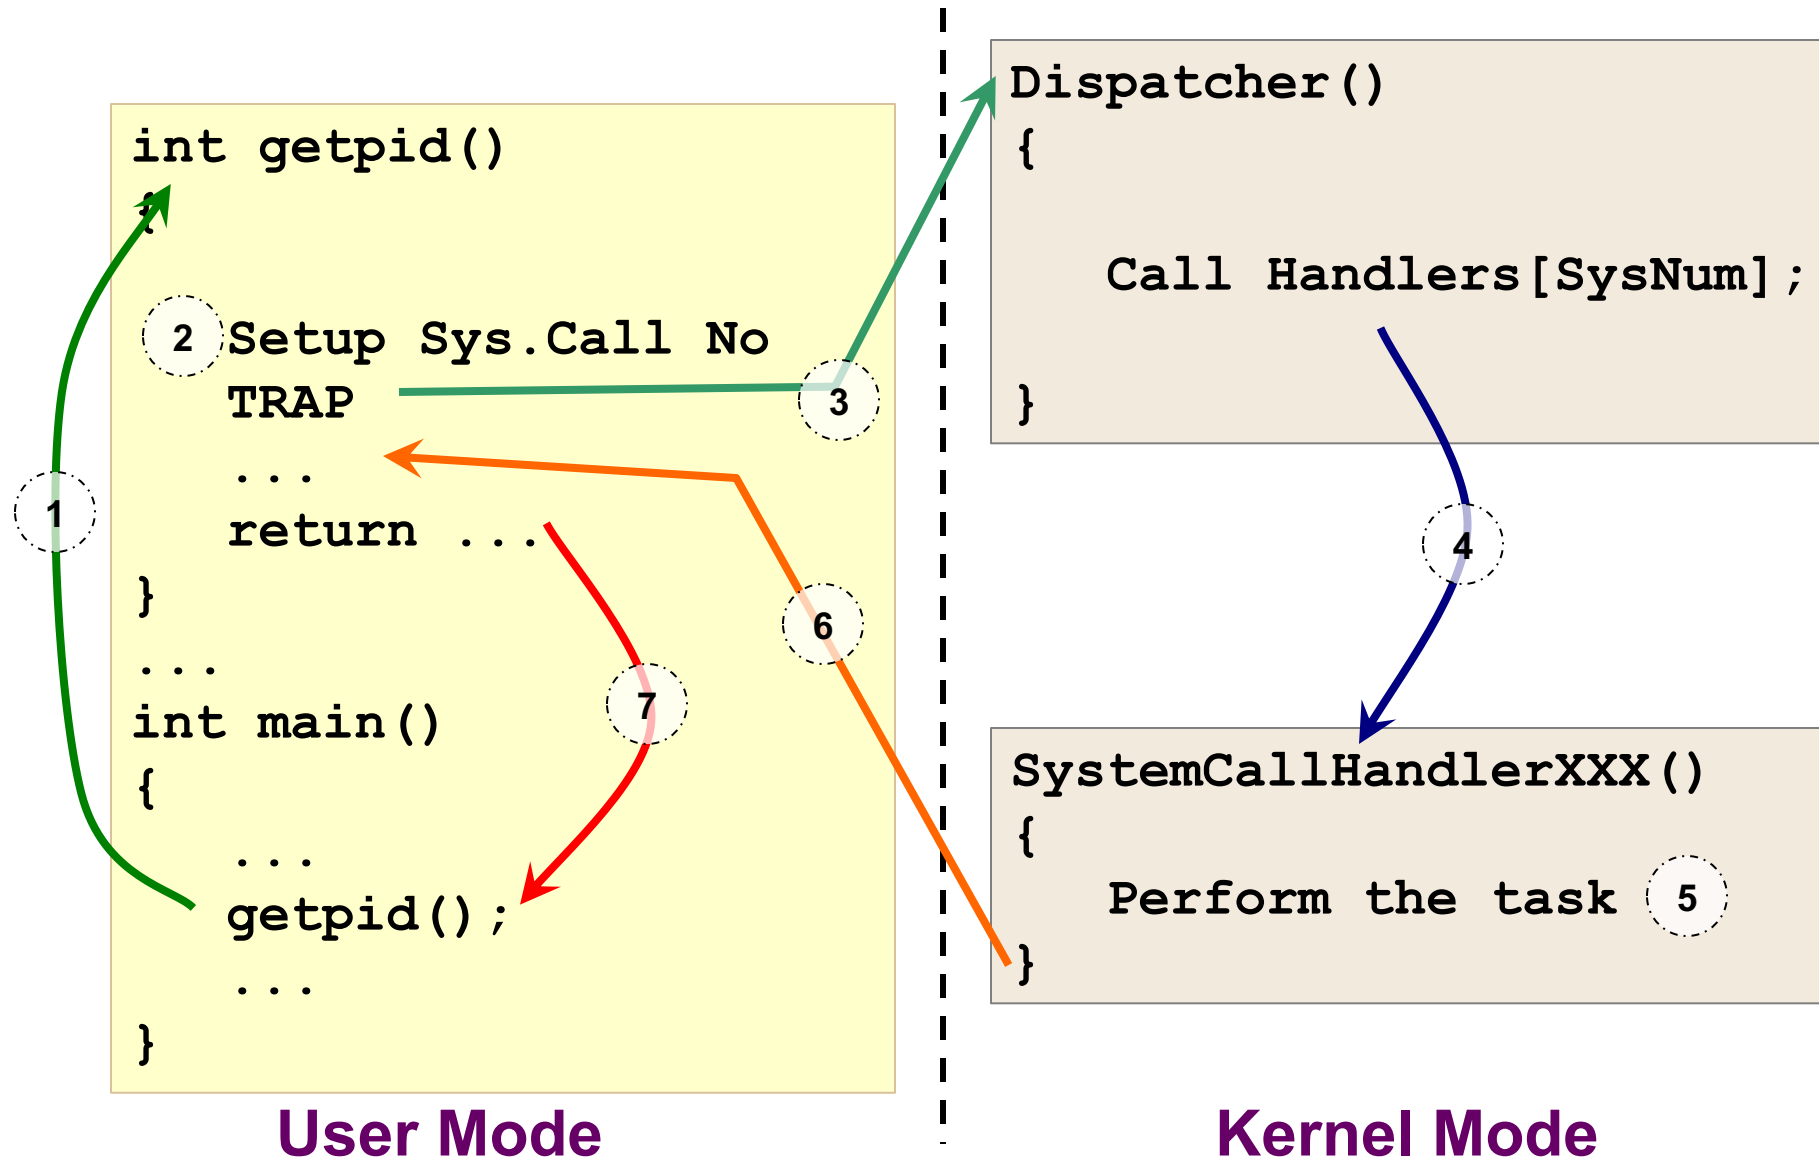 int getpid()
{
2
Setup Sys.Call No
TRAP
3
...
return ...
}
...
int main()
{
...
getpid();
...
}
1
6
7
User Mode
Dispatcher()
{
Call Handlers[SysNum];
}
4
SystemCallHandlerXXX()
{
Perform the task
5
}
Kernel Mode